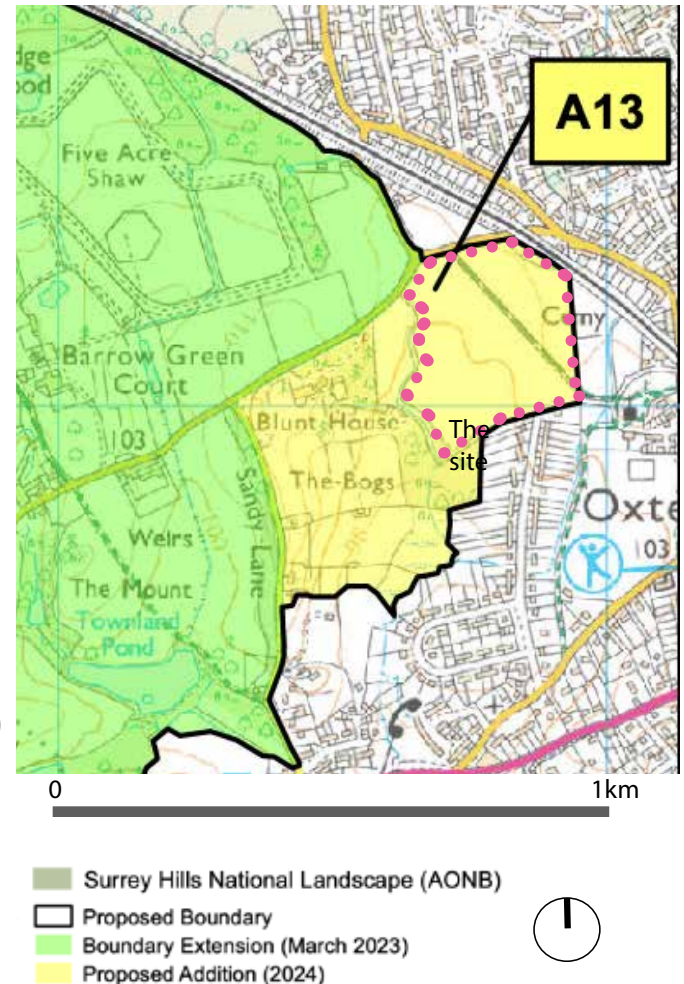 dge
ood
A13
Five Acre
Shaw
Cemy
Barrow Green
Court
Blunt House
The
site
103
The Bogs
Sandy Lane
Oxte
Weirs
103
The Mount
Townland
Pond
0
1km
Surrey Hills National Landscape (AONB)
Proposed Boundary
Boundary Extension (March 2023)
Proposed Addition (2024)